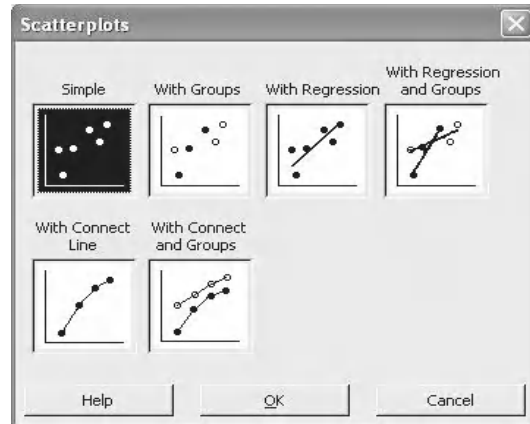 Scatterplots
Simple
With Groups
With Regression
With Regression
and Groups
With Connect
Line
With Connect
and Groups
Help
OK
Cancel